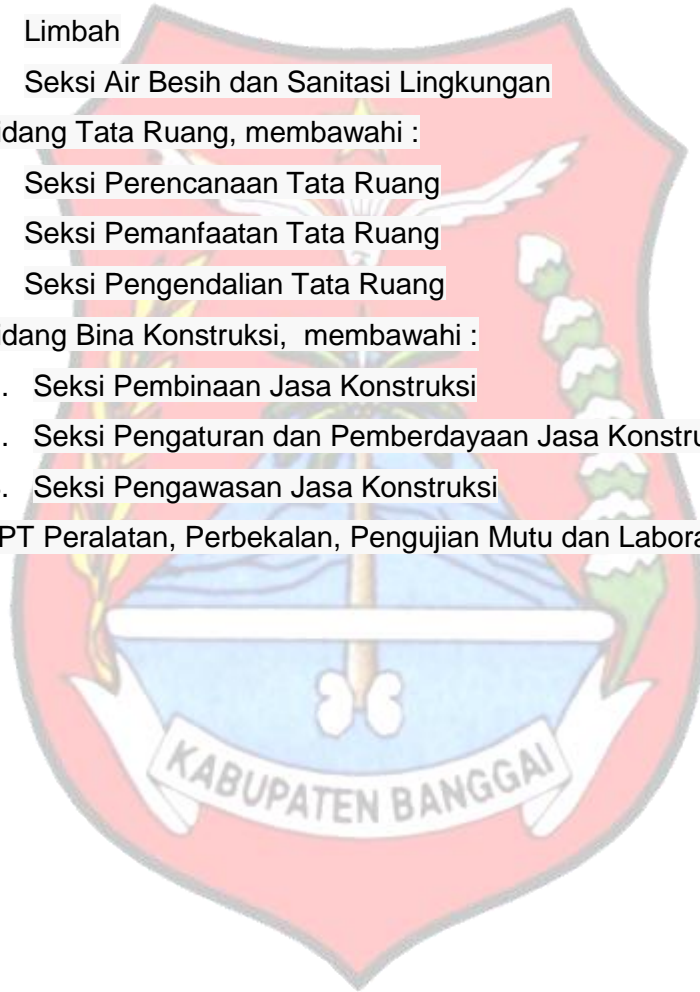 Limbah
Seksi Air Besih dan Sanitasi Lingkungan
idang Tata Ruang, membawahi :
Seksi Perencanaan Tata Ruang
Seksi Pemanfaatan Tata Ruang
Seksi Pengendalian Tata Ruang
idang Bina Konstruksi,  membawahi :
. Seksi Pembinaan Jasa Konstruksi
. Seksi Pengaturan dan Pemberdayaan Jasa Konstru
. Seksi Pengawasan Jasa Konstruksi
PT Peralatan, Perbekalan, Pengujian Mutu dan Labora
KABUPATEN BANGGAI